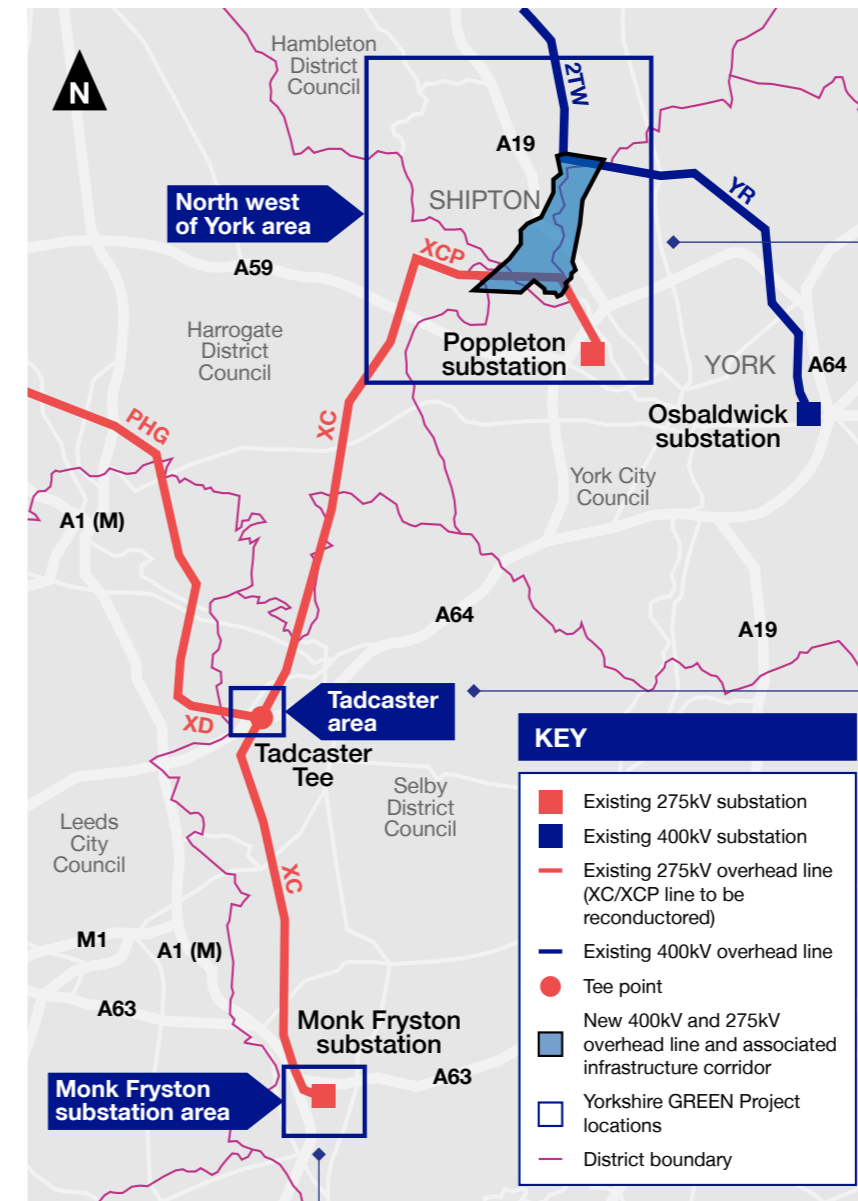 Hambleton
District
Council
N
2TW
A19
North west
of York area
SHIPTON
YR
XCP
A59
Harrogate
District
Council
Poppleton
substation
YORK
A64
XC
PHG
Osbaldwick
substation
York City
Council
A1 (M)
A64
A19
Tadcaster
area
XD
Tadcaster
Tee
Selby
District
Council
Leeds
City
Council
XC
M1
A1 (M)
A63
Monk Fryston
substation
A63
Monk Fryston
substation area
KEY
Existing 275kV substation
Existing 400kV substation
Existing 275kV overhead line
(XC/XCP line to be
reconductored)
Existing 400kV overhead line
Tee point
New 400kV and 275kV
overhead line and associated
infrastructure corridor
Yorkshire GREEN Project
locations
District boundary